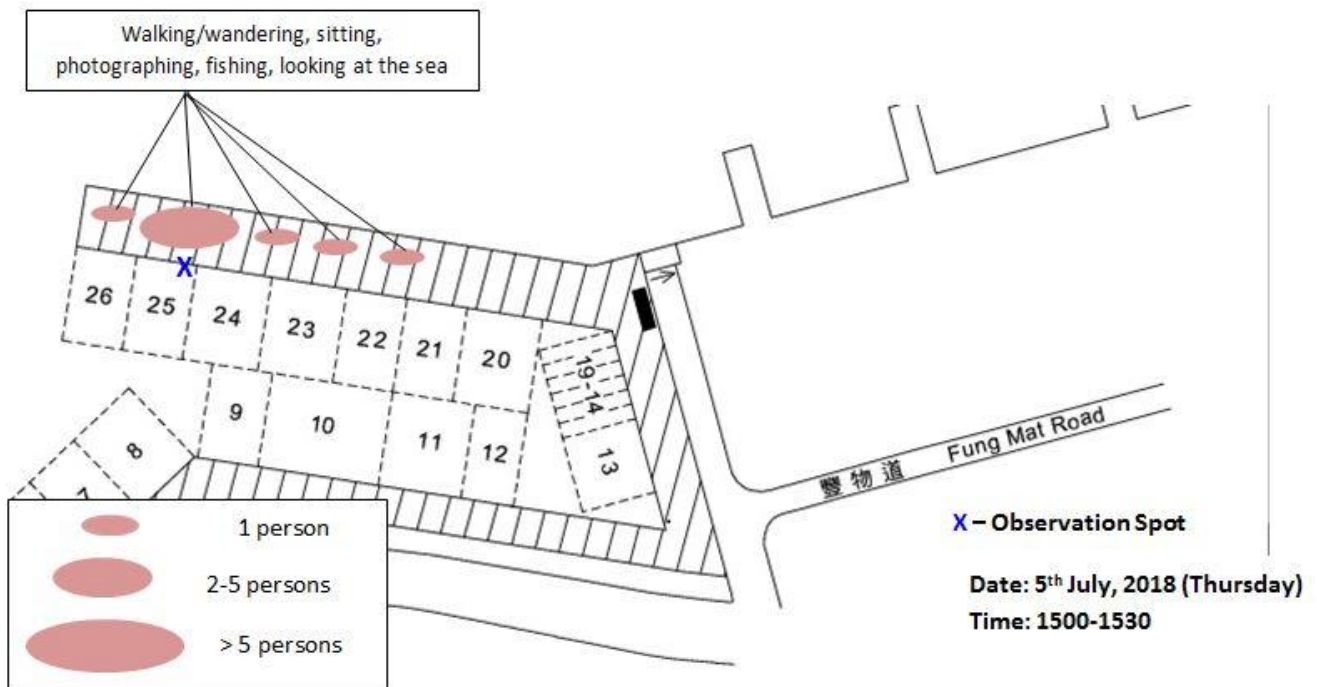 Walking/wandering, sitting,
photographing, fishing, looking at the sea
X
26
25
24
23
22
21
20
19-14
13
9
10
11
12
8
7
豐物道 Fung Mat Road
1 person
2-5 persons
> 5 persons
X – Observation Spot
Date: 5th July, 2018 (Thursday)
Time: 1500-1530